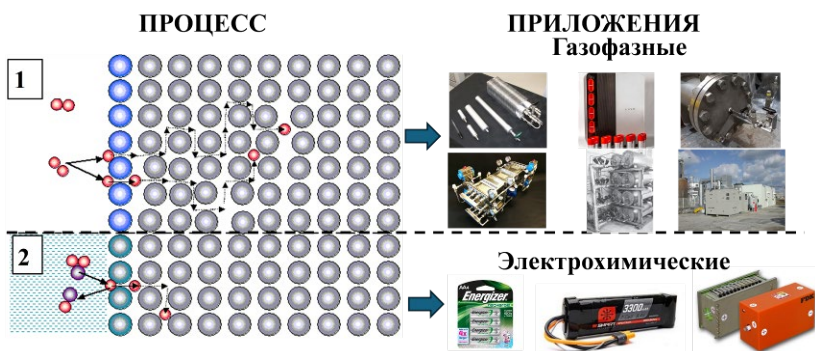 ПРОЦЕСС
ПРИЛОЖЕНИЯ
Газофазные
1
2
Электрохимические
Energizer
3300